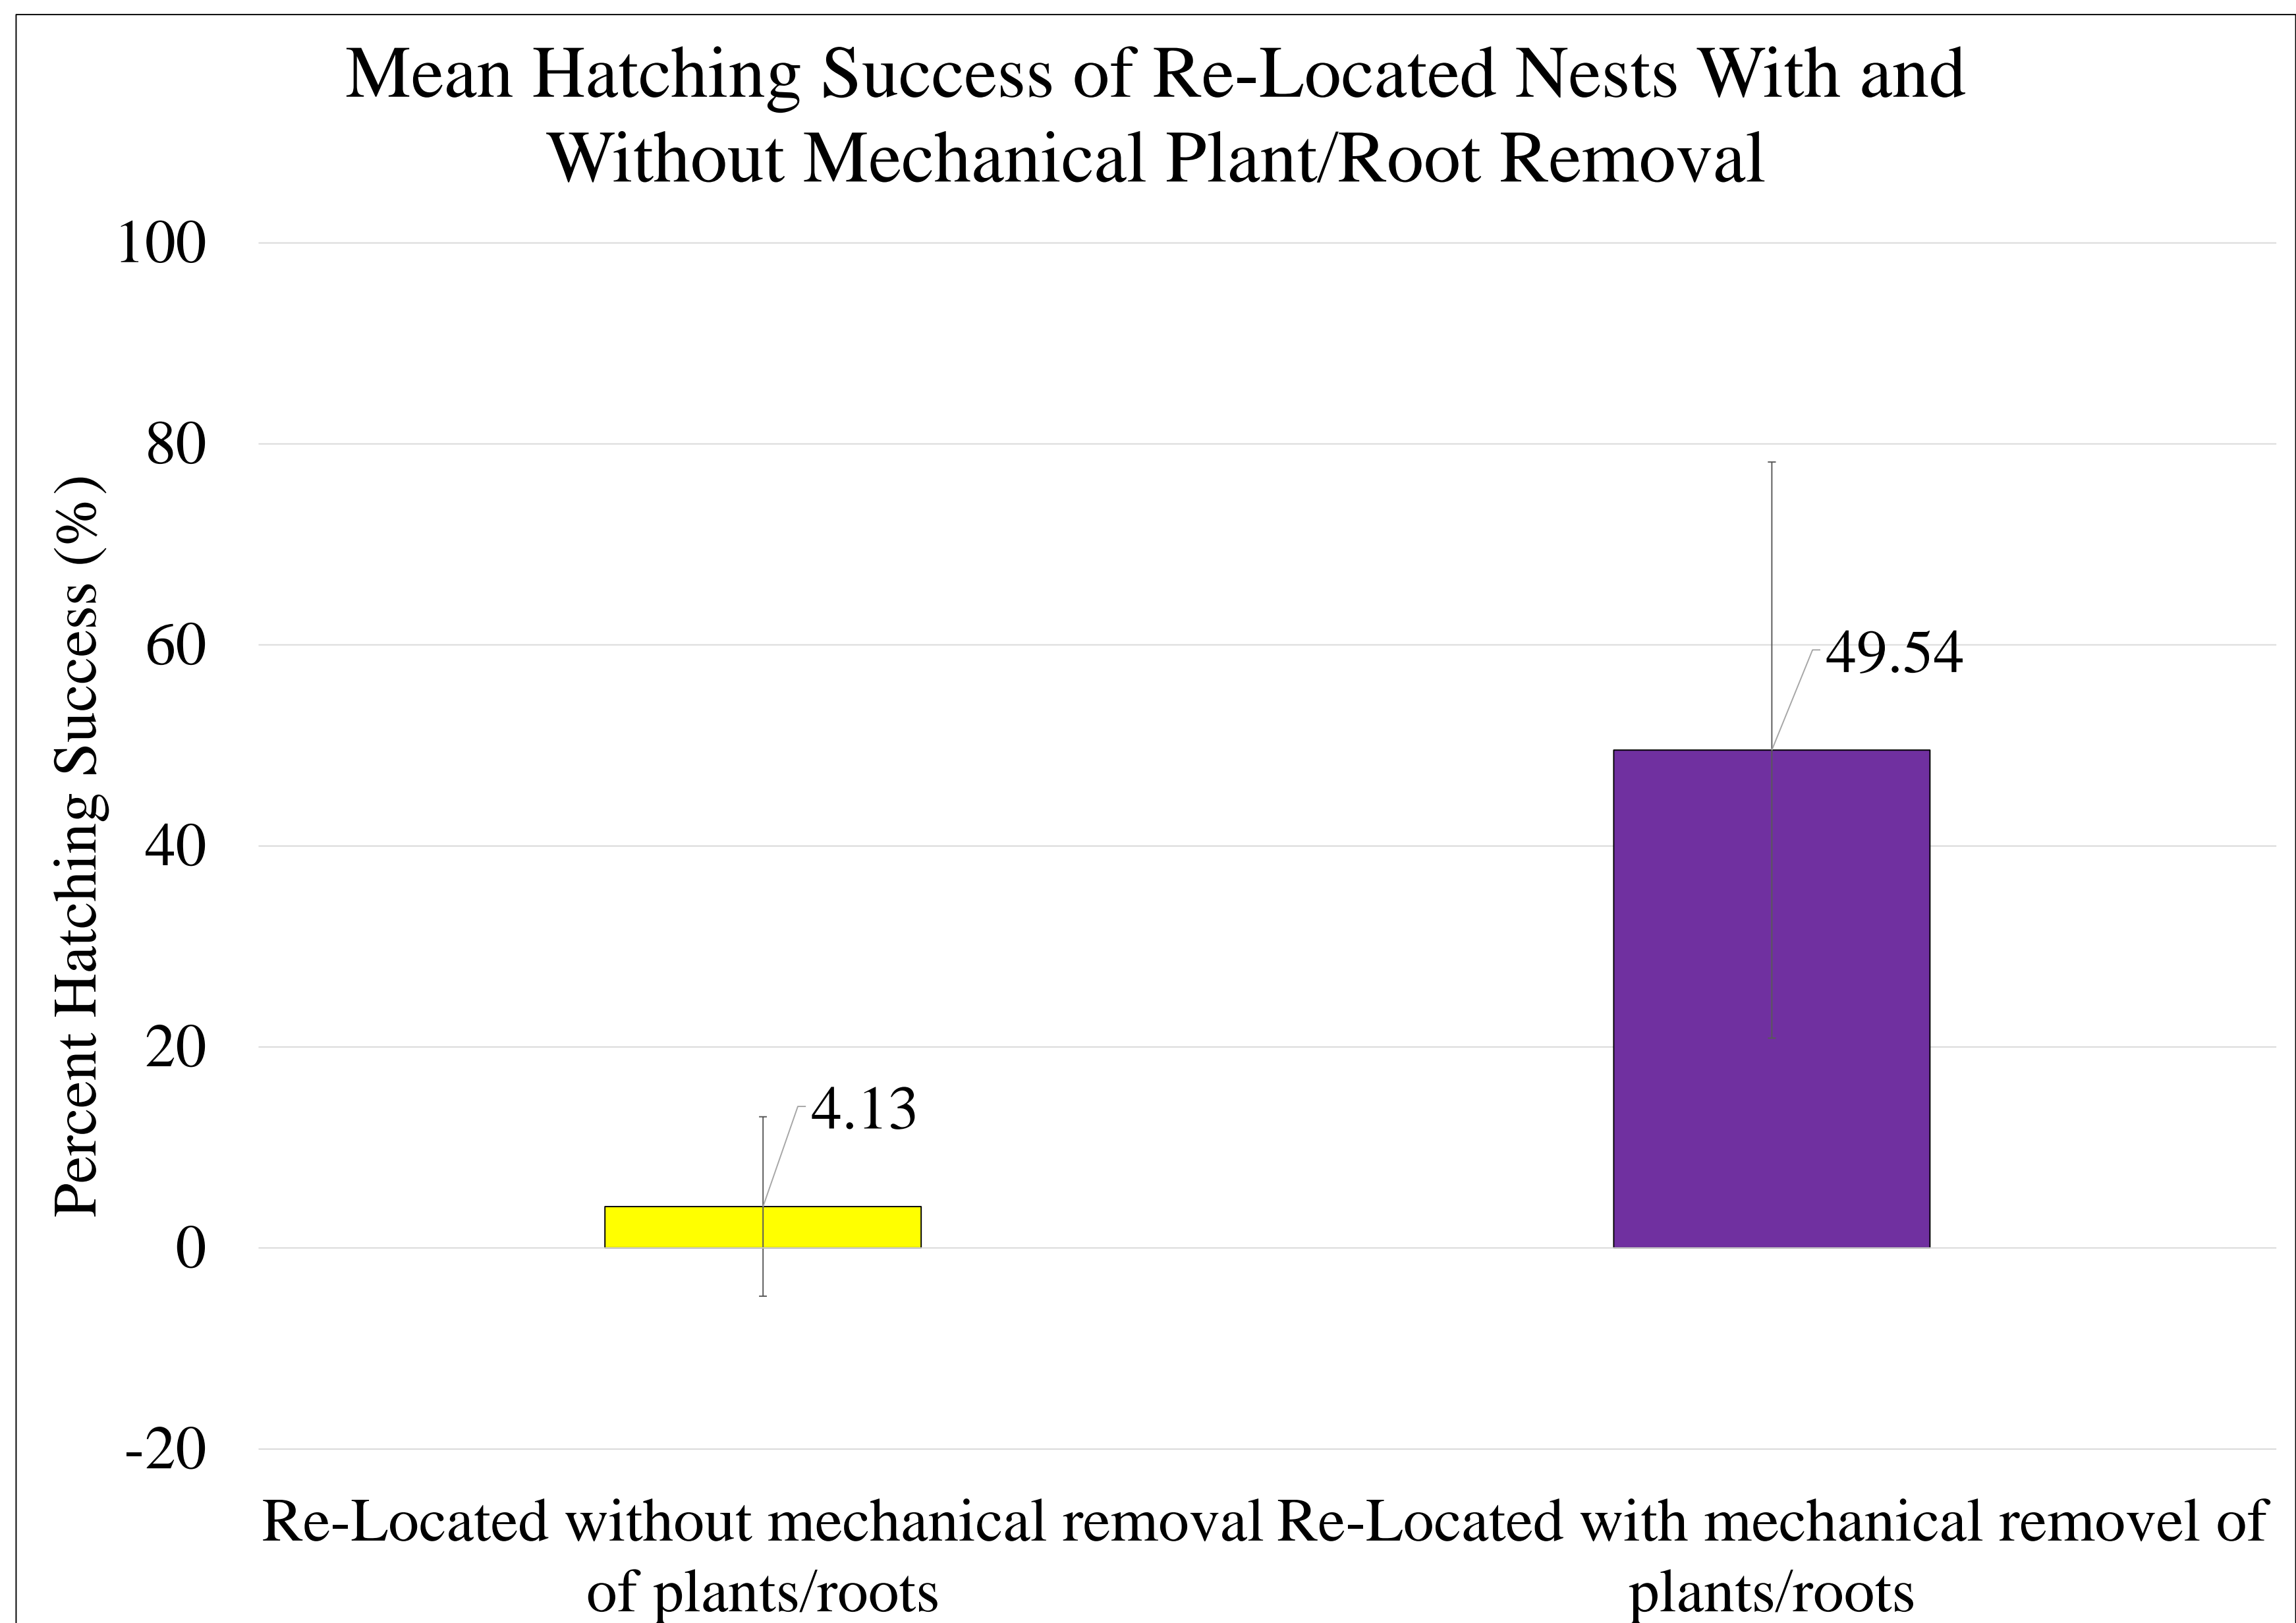 Mean Hatching Success of Re-Located Nests With and
Without Mechanical Plant/Root Removal
100
80
60
40
20
0
-20
Percent Hatching Success (%)
4.13
49.54
Re-Located without mechanical removal
of plants/roots
Re-Located with mechanical removel of
plants/roots